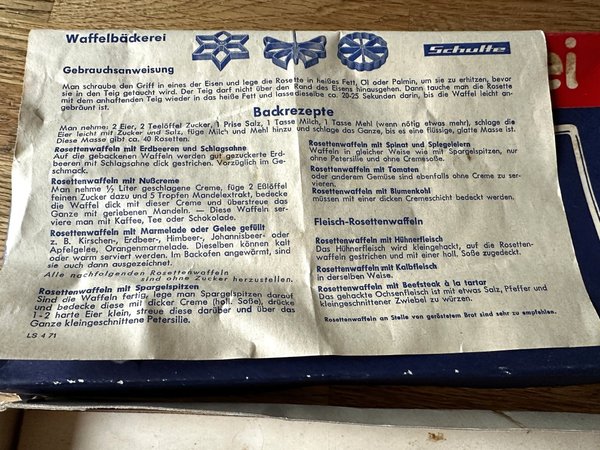 Waffelbäckerei
Schulte
Gebrauchsanweisung
Man schraube den Griff in eines der Eisen und lege die Rosette in heißes Fett, Öl oder Palmin, um sie zu erhitzen, bevor
sie in den Teig getaucht wird. Der Teig darf nicht über den Rand des Eisens hinausgehen. Dann tauche man die Rosette
mit dem anhaftenden Teig wieder in das heiße Fett und lasse dieselbe ca. 20-25 Sekunden darin, bis die Waffel leicht an-
gebräunt ist.
Backrezepte
Man nehme: 2 Eier, 2 Teelöffel Zucker, 1 Prise Salz, 1 Tasse Milch, 1 Tasse Mehl (wenn nötig etwas mehr), schlage die
Eier leicht mit Zucker und Salz, füge Milch und Mehl hinzu und schlage das Ganze, bis es eine flüssige, glatte Masse ist.
Diese Masse gibt ca. 40 Rosetten.
Rosettenwaffeln mit Erdbeeren und Schlagsahne
Auf die gebackenen Waffeln werden gut gezuckerte Erd-
beeren mit Schlagsahne dick gestrichen. Vorzüglich im Ge-
schmack.
Rosettenwaffeln mit Nußcreme
Man nehme ½ Liter geschlagene Creme, füge 2 Eßlöffel
feinen Zucker dazu und 5 Tropfen Mandelextrakt, bedecke
die Waffel dick mit dieser Creme und überstreue das
Ganze mit geriebenen Mandeln. — Diese Waffeln ser-
viere man mit Kaffee, Tee oder Schokolade.
Rosettenwaffeln mit Marmelade oder Gelee gefüllt
z. B. Kirschen-, Erdbeer-, Himbeer-, Johannisbeer- oder
Apfelgelee, Orangenmarmelade. Dieselben können kalt
oder warm serviert werden. Im Backofen angewärmt, sind
sie auch dann ausgezeichnet.
Alle nachfolgenden Rosettenwaffeln
sind ohne Zucker herzustellen.
Rosettenwaffeln mit Spargelspitzen
Sind die Waffeln fertig, lege man Spargelspitzen darauf
und bedecke diese mit dicker Creme (holl. Soße), drücke
1-2 harte Eier klein, streue diese darüber und über das
Ganze kleingeschnittene Petersilie.
LS 4 71
Rosettenwaffeln mit Spinat und Spiegeleiern
Waffeln in gleicher Weise wie mit Spargelspitzen, nur
ohne Petersilie und ohne Cremesoße.
Rosettenwaffeln mit Tomaten
oder anderem Gemüse sind ebenfalls ohne Creme zu ser-
vieren.
Rosettenwaffeln mit Blumenkohl
müssen mit einer dicken Cremeschicht bedeckt werden.
Fleisch-Rosettenwaffeln
Rosettenwaffeln mit Hühnerfleisch
Das Hühnerfleisch wird kleingehackt, auf die Rosetten-
waffeln gestrichen und mit einer holl. Soße zugedeckt.
Rosettenwaffeln mit Kalbfleisch
in derselben Weise.
Rosettenwaffeln mit Beefsteak à la tartar
Das gehackte Ochsenfleisch ist mit etwas Salz, Pfeffer und
kleingeschnittener Zwiebel zu würzen.
Rosettenwaffeln an Stelle von geröstetem Brot sind sehr zu empfehlen.
ei